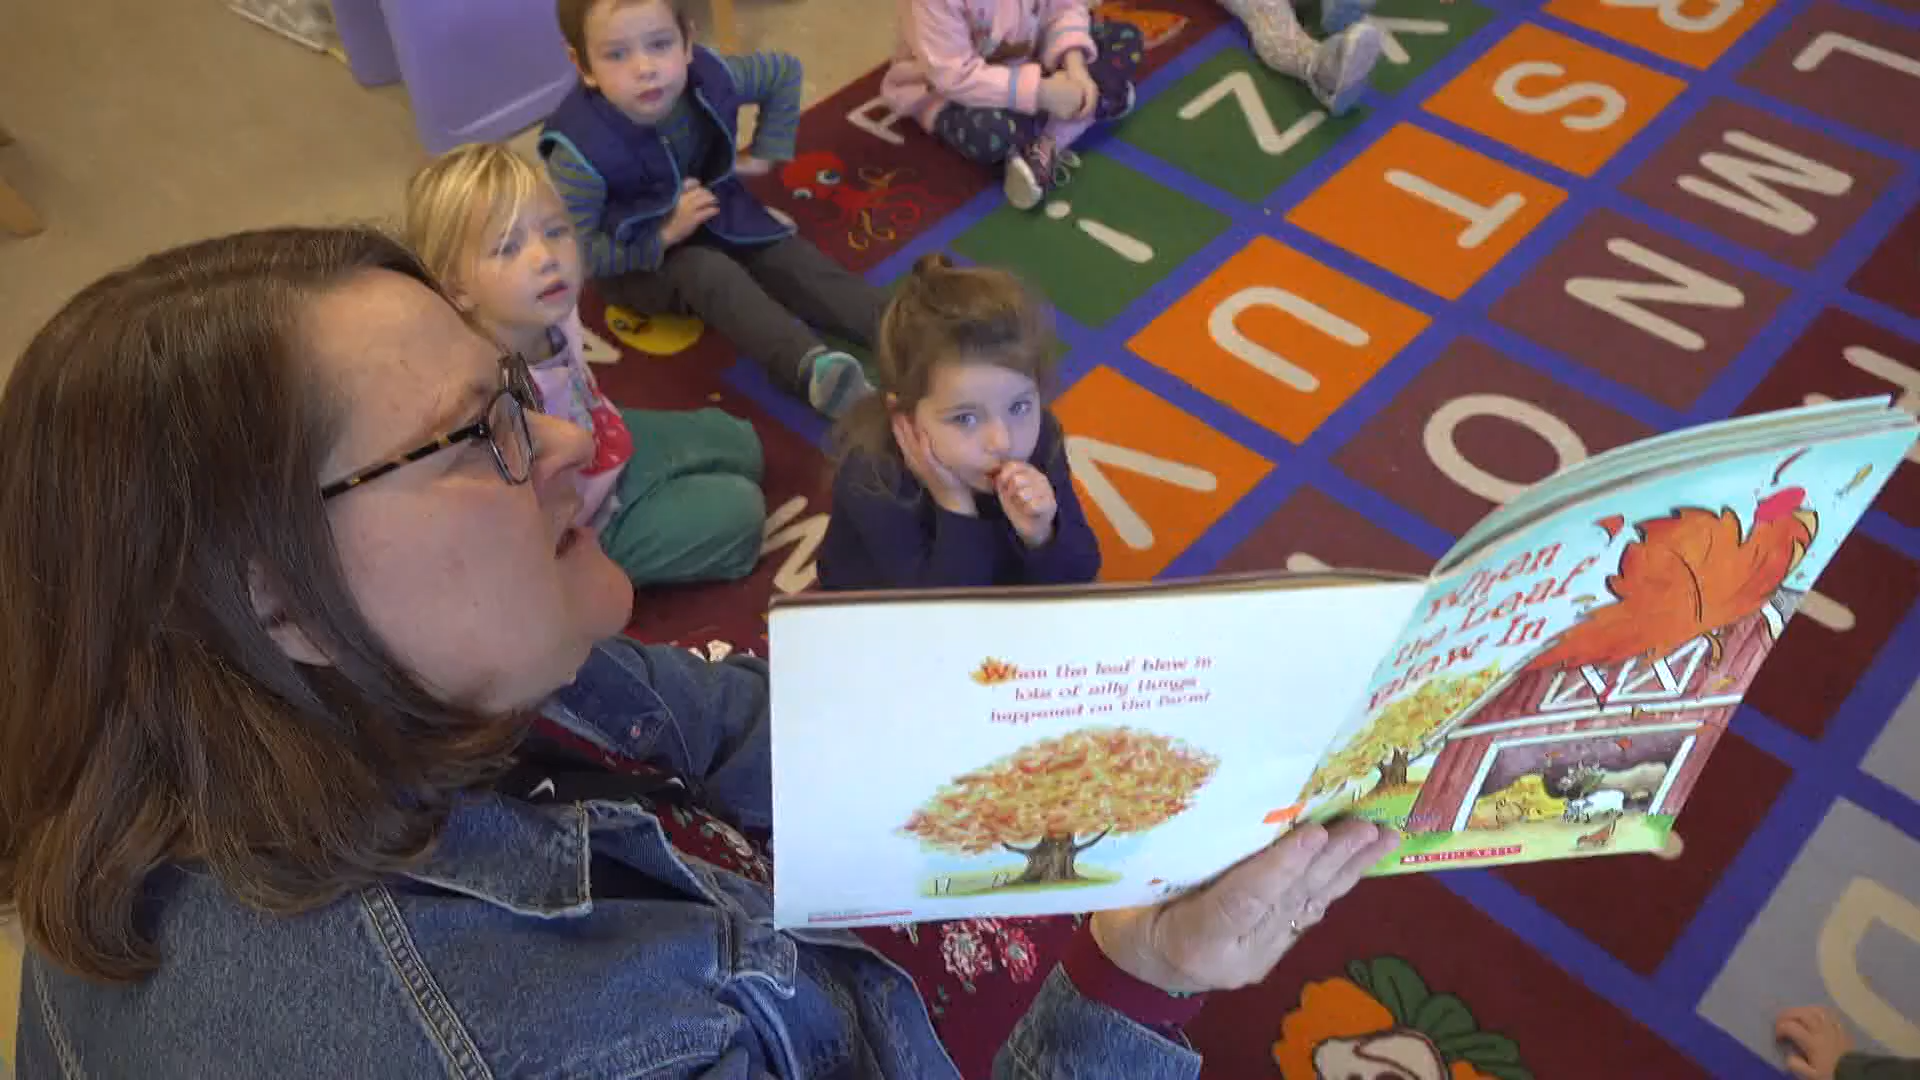 When the leaf blew in
lots of silly things
happened on the farm!
When
the Leaf
Blew In
SCHOLASTIC
R
L
Z
S
M
i
T
N
U
O
V
D